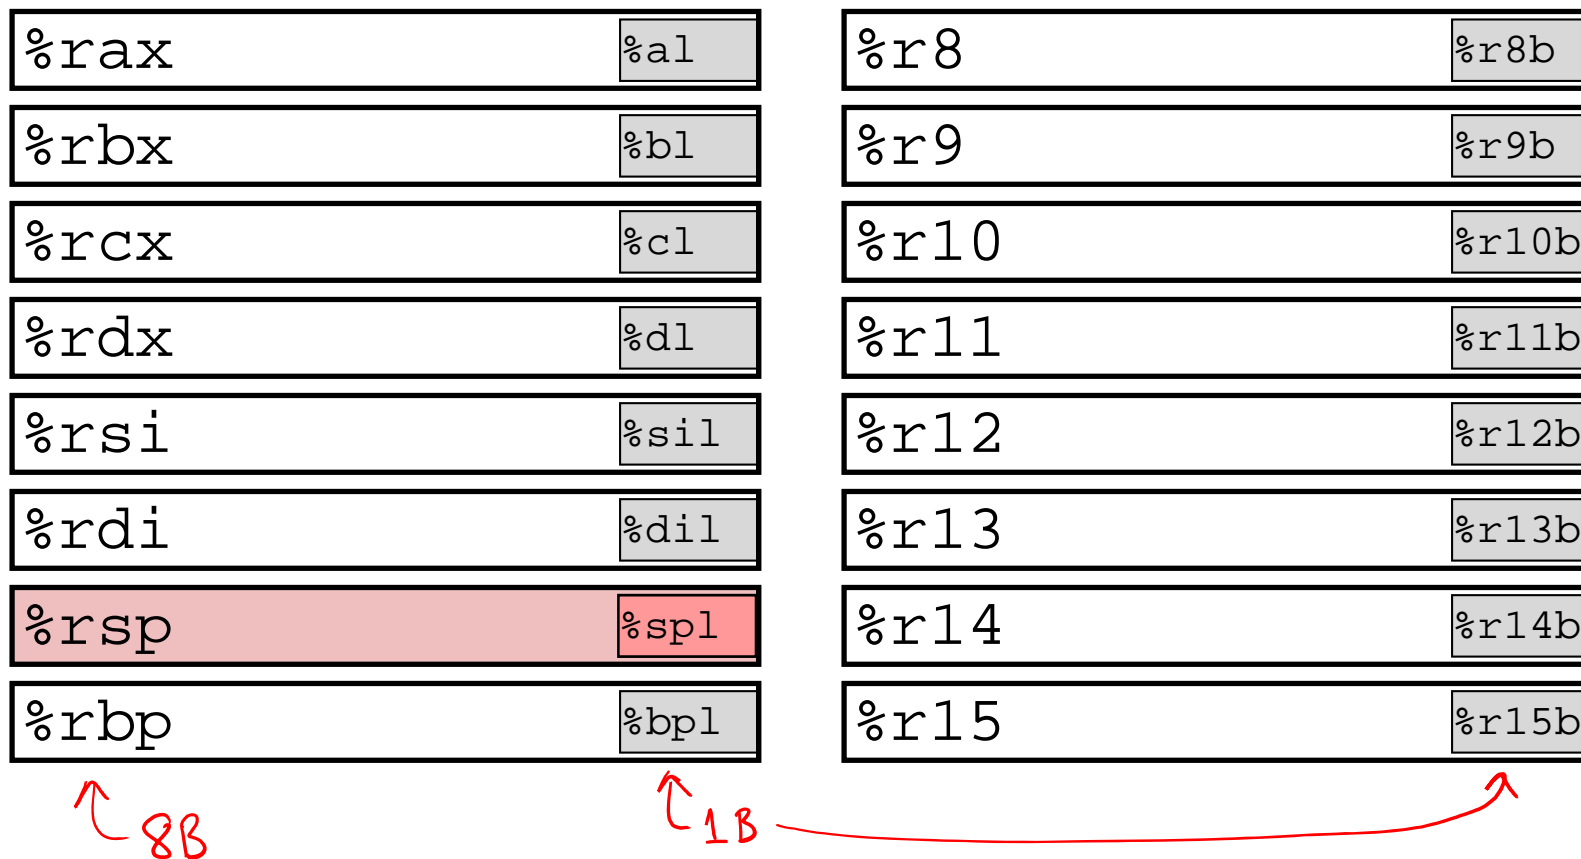 %rax %al %r8 %r8b
%rbx %bl %r9 %r9b
%rcx %cl %r10 %r10b
%rdx %dl %r11 %r11b
%rsi %sil %r12 %r12b
%rdi %dil %r13 %r13b
%rsp %spl %r14 %r14b
%rbp %bpl %r15 %r15b
8B 1B